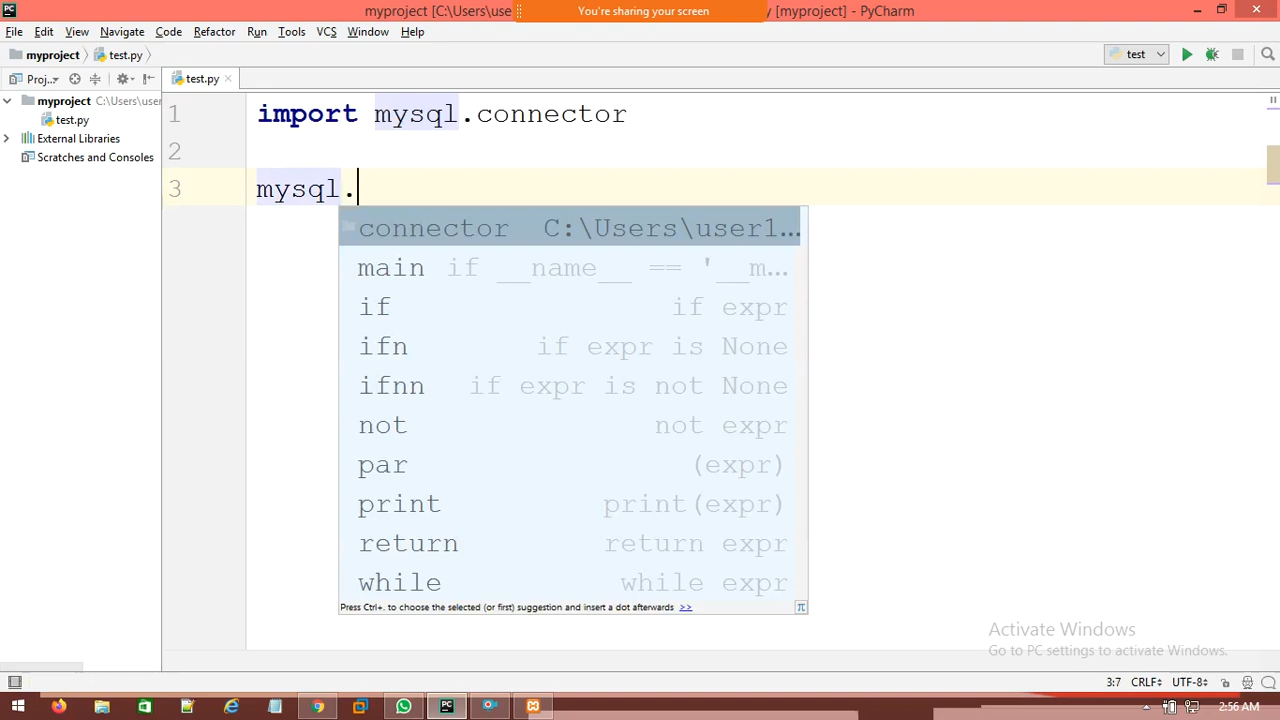 myproject [C:\Users\use
You're sharing your screen
[myproject] - PyCharm
File Edit View Navigate Code Refactor Run Tools VCS Window Help
myproject test.py
test
Proj..
test.py
myproject C:\Users\user
test.py
External Libraries
Scratches and Consoles
1 import mysql.connector
2
3 mysql.
connector C:\Users\user1...
main if __name__ == '__m...
if if expr
ifn if expr is None
ifnn if expr is not None
not not expr
par (expr)
print print(expr)
return return expr
while while expr
Press Ctrl+. to choose the selected (or first) suggestion and insert a dot afterwards >>
π
Activate Windows
Go to PC settings to activate Windows.
3:7 CRLF UTF-8
2:56 AM